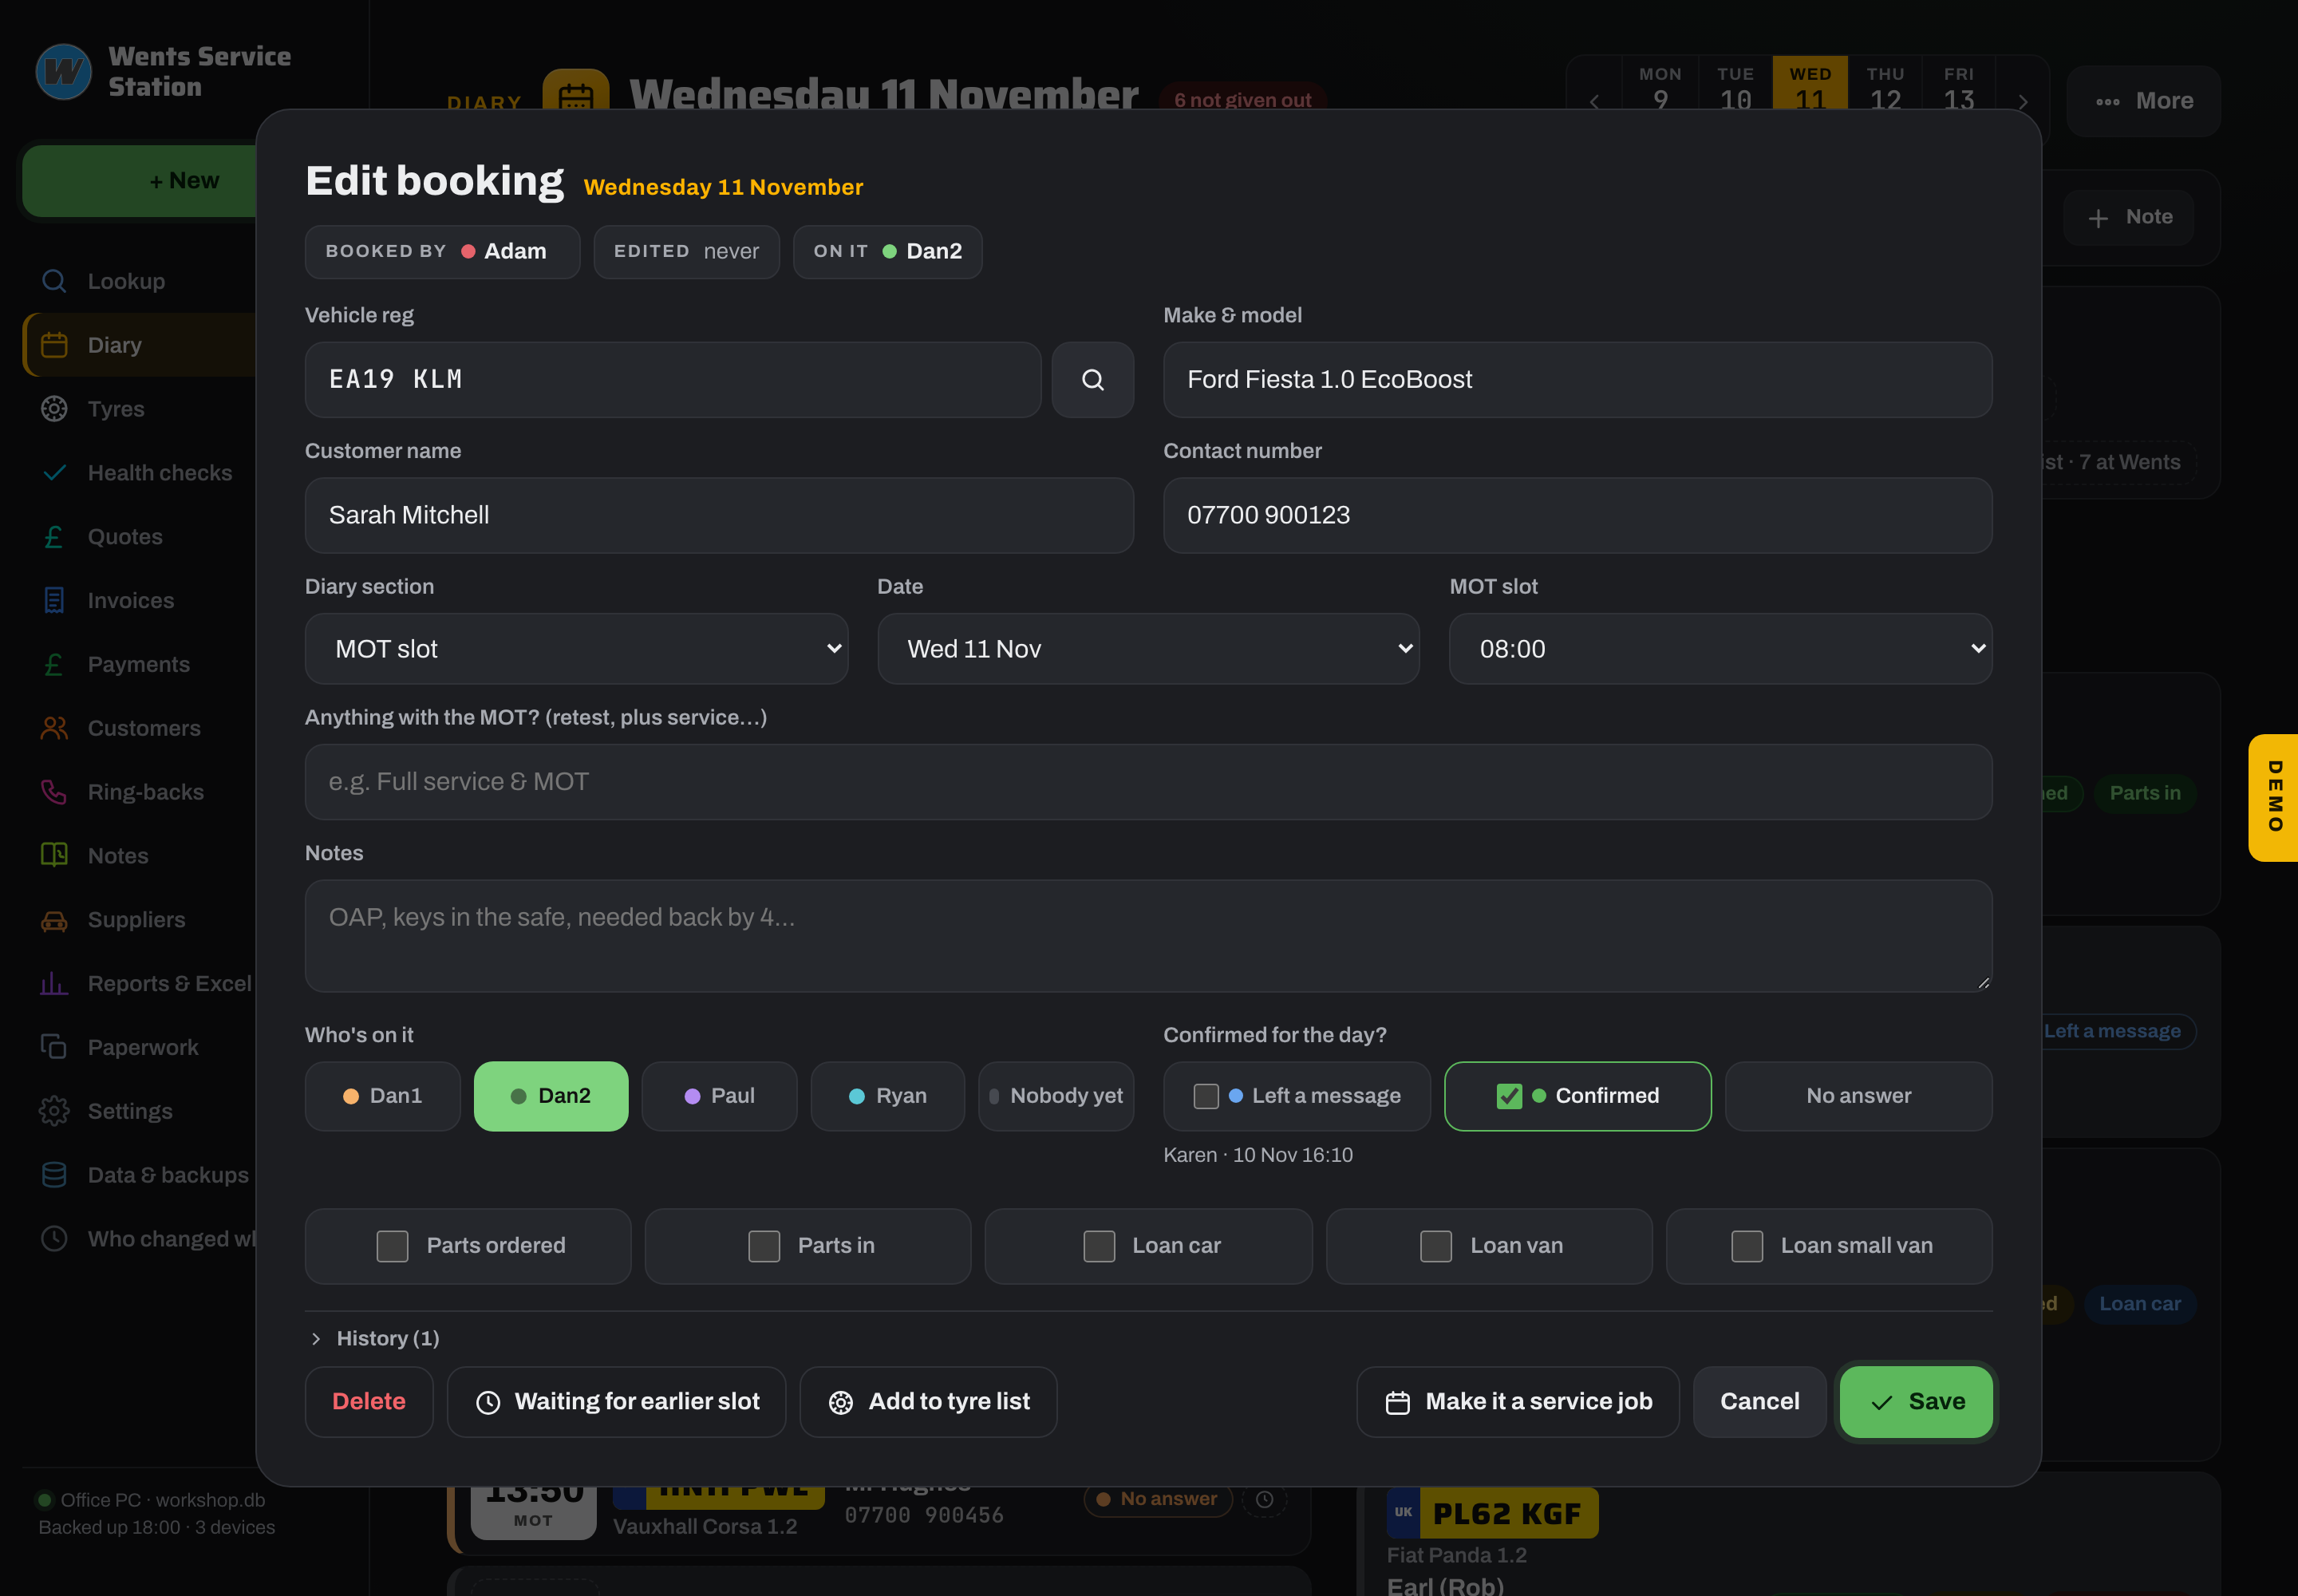 Wents Service
Station
DIARY
Wednesday 11 November
6 not given out
MON
9
TUE
10
WED
11
THU
12
FRI
13
More
+ New
Note
Lookup
Diary
Tyres
Health checks
Quotes
Invoices
Payments
Customers
Ring-backs
Notes
Suppliers
Reports & Excel
Paperwork
Settings
Data & backups
Who changed
Office PC · workshop.db
Backed up 18:00 · 3 devices
Edit booking Wednesday 11 November
BOOKED BY Adam
EDITED never
ON IT Dan2
Vehicle reg
Make & model
EA19 KLM
Ford Fiesta 1.0 EcoBoost
Customer name
Contact number
Sarah Mitchell
07700 900123
Diary section
Date
MOT slot
MOT slot
Wed 11 Nov
08:00
Anything with the MOT? (retest, plus service…)
e.g. Full service & MOT
Notes
OAP, keys in the safe, needed back by 4…
Who's on it
Confirmed for the day?
Dan1
Dan2
Paul
Ryan
Nobody yet
Left a message
Confirmed
No answer
Karen · 10 Nov 16:10
Parts ordered
Parts in
Loan car
Loan van
Loan small van
History (1)
Delete
Waiting for earlier slot
Add to tyre list
Make it a service job
Cancel
Save
· 7 at Wents
Parts in
Left a message
Loan car
DEMO
13:50
MOT
Vauxhall Corsa 1.2
07700 900456
No answer
UK
PL62 KGF
Fiat Panda 1.2
Earl (Rob)